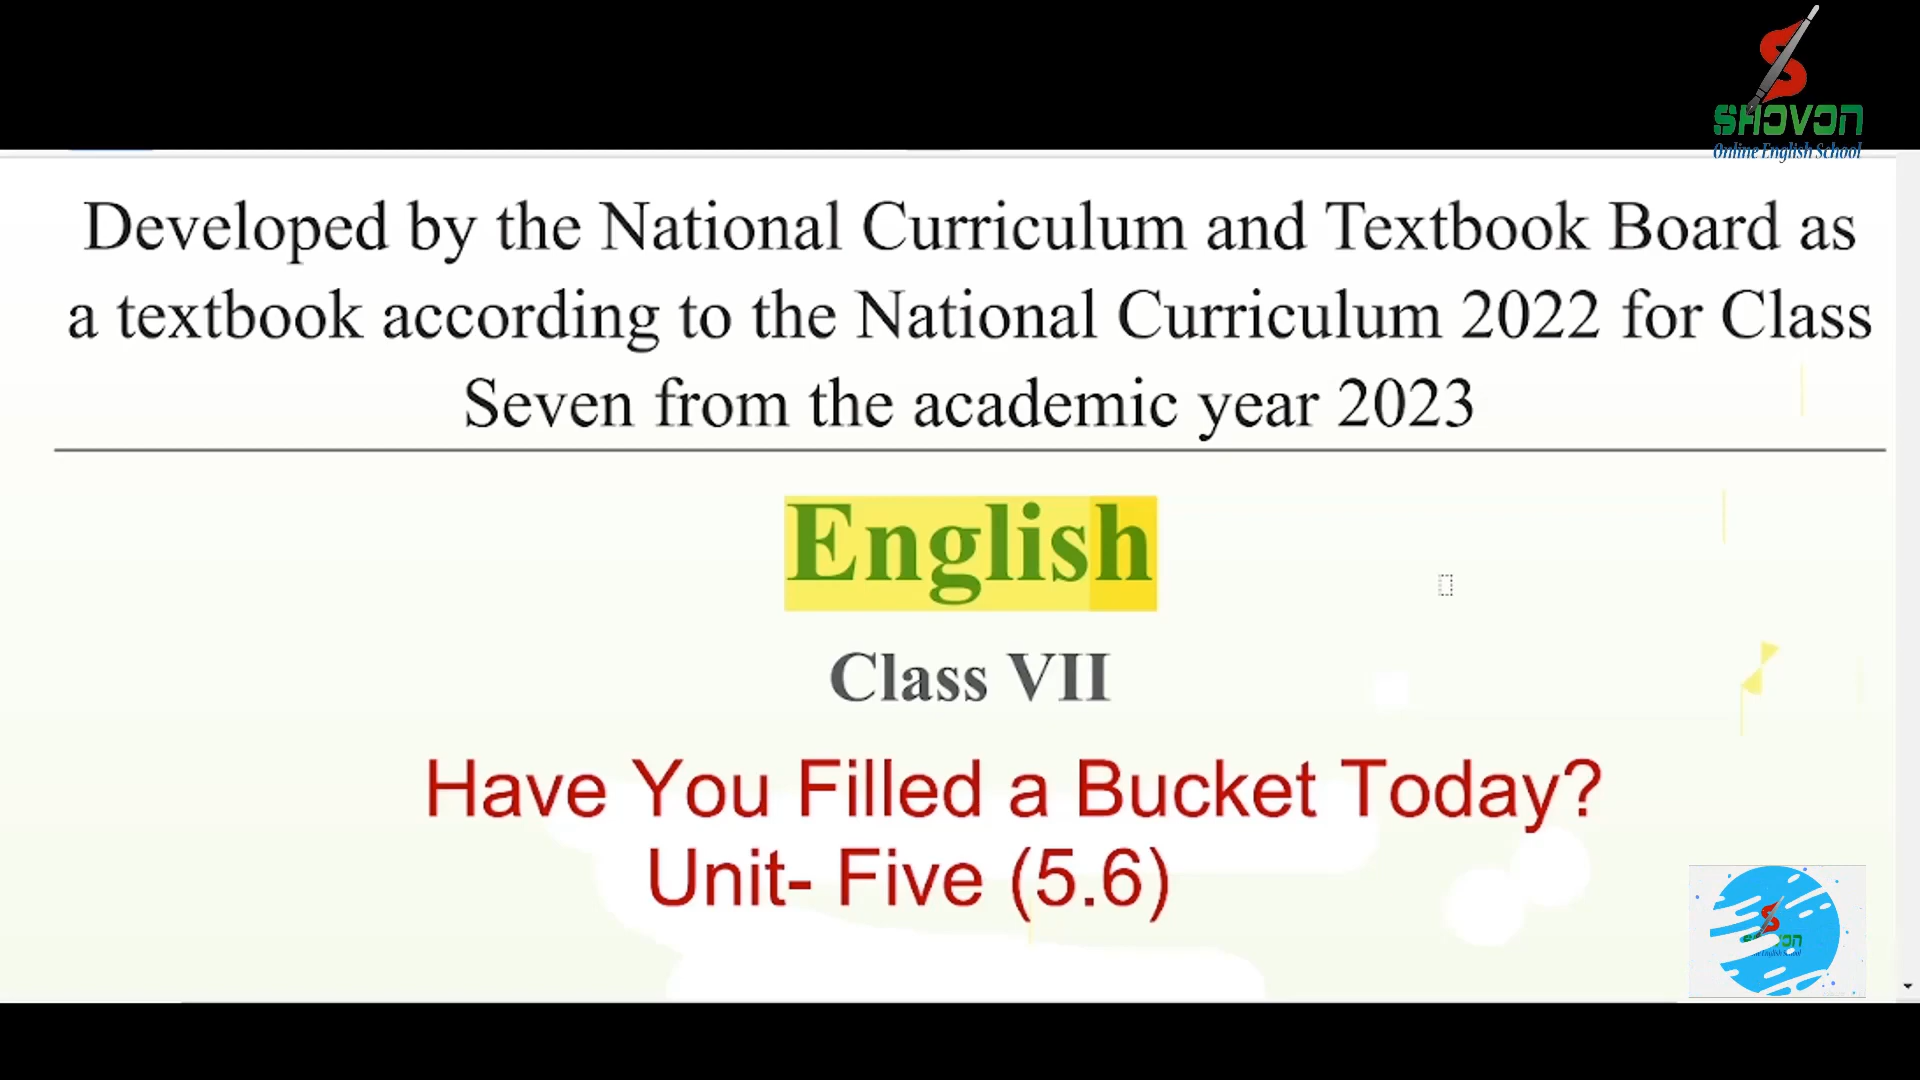 SHOVON
Online English School
Developed by the National Curriculum and Textbook Board as
a textbook according to the National Curriculum 2022 for Class
Seven from the academic year 2023
English
Class VII
Have You Filled a Bucket Today?
Unit- Five (5.6)